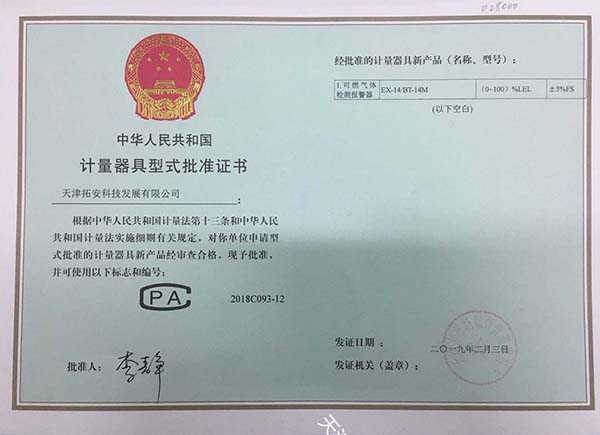 028000
中华人民共和国
计量器具型式批准证书
天津拓安科技发展有限公司 :
根据中华人民共和国计量法第十三条和中华人民
共和国计量法实施细则有关规定，对你单位申请型
式批准的计量器具新产品经审查合格，现予批准，
并可使用以下标志和编号：
CPA 2018C093-12
批准人： 李静
经批准的计量器具新产品（名称、型号）：
1.可燃气体 EX-14/BT-14M （0~100）%LEL ±5%FS
检测报警器
(以下空白)
发证日期： 二〇一九年二月三日
发证机关（盖章）：
天津